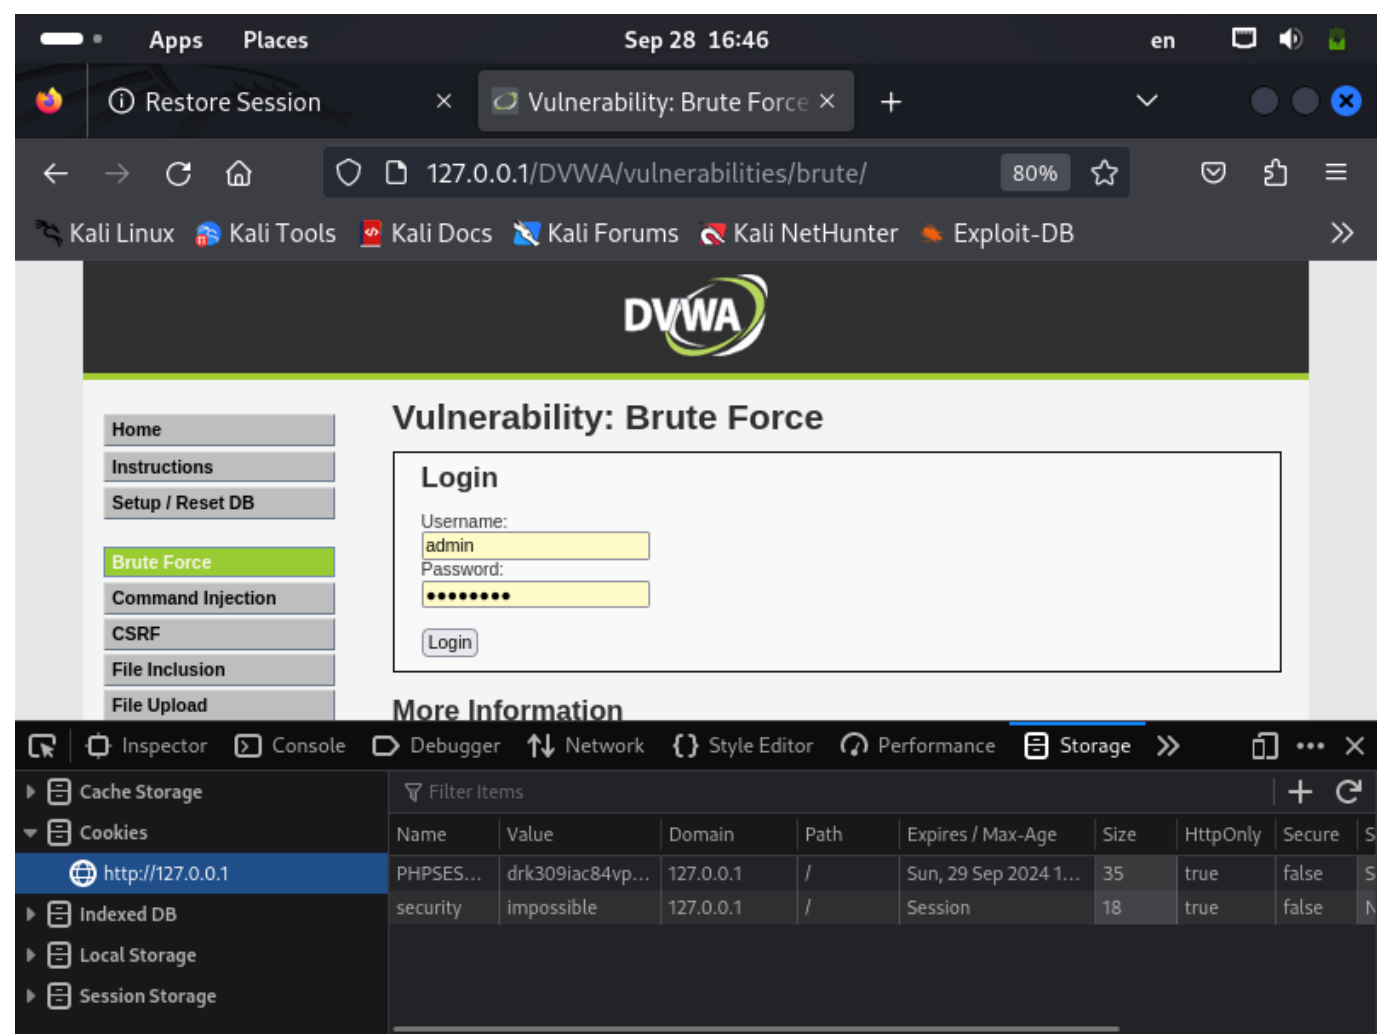 Apps Places Sep 28 16:46 en
Restore Session × Vulnerability: Brute Force × +
127.0.0.1/DVWA/vulnerabilities/brute/ 80%
Kali Linux Kali Tools Kali Docs Kali Forums Kali NetHunter Exploit-DB
DVWA
Home
Instructions
Setup / Reset DB
Brute Force
Command Injection
CSRF
File Inclusion
File Upload
Vulnerability: Brute Force
Login
Username:
admin
Password:
••••••••
Login
More Information
Inspector Console Debugger Network Style Editor Performance Storage
Cache Storage
Cookies
http://127.0.0.1
Indexed DB
Local Storage
Session Storage
Filter Items
Name Value Domain Path Expires / Max-Age Size HttpOnly Secure S
PHPSES... drk309iac84vp... 127.0.0.1 / Sun, 29 Sep 2024 1... 35 true false S
security impossible 127.0.0.1 / Session 18 true false N